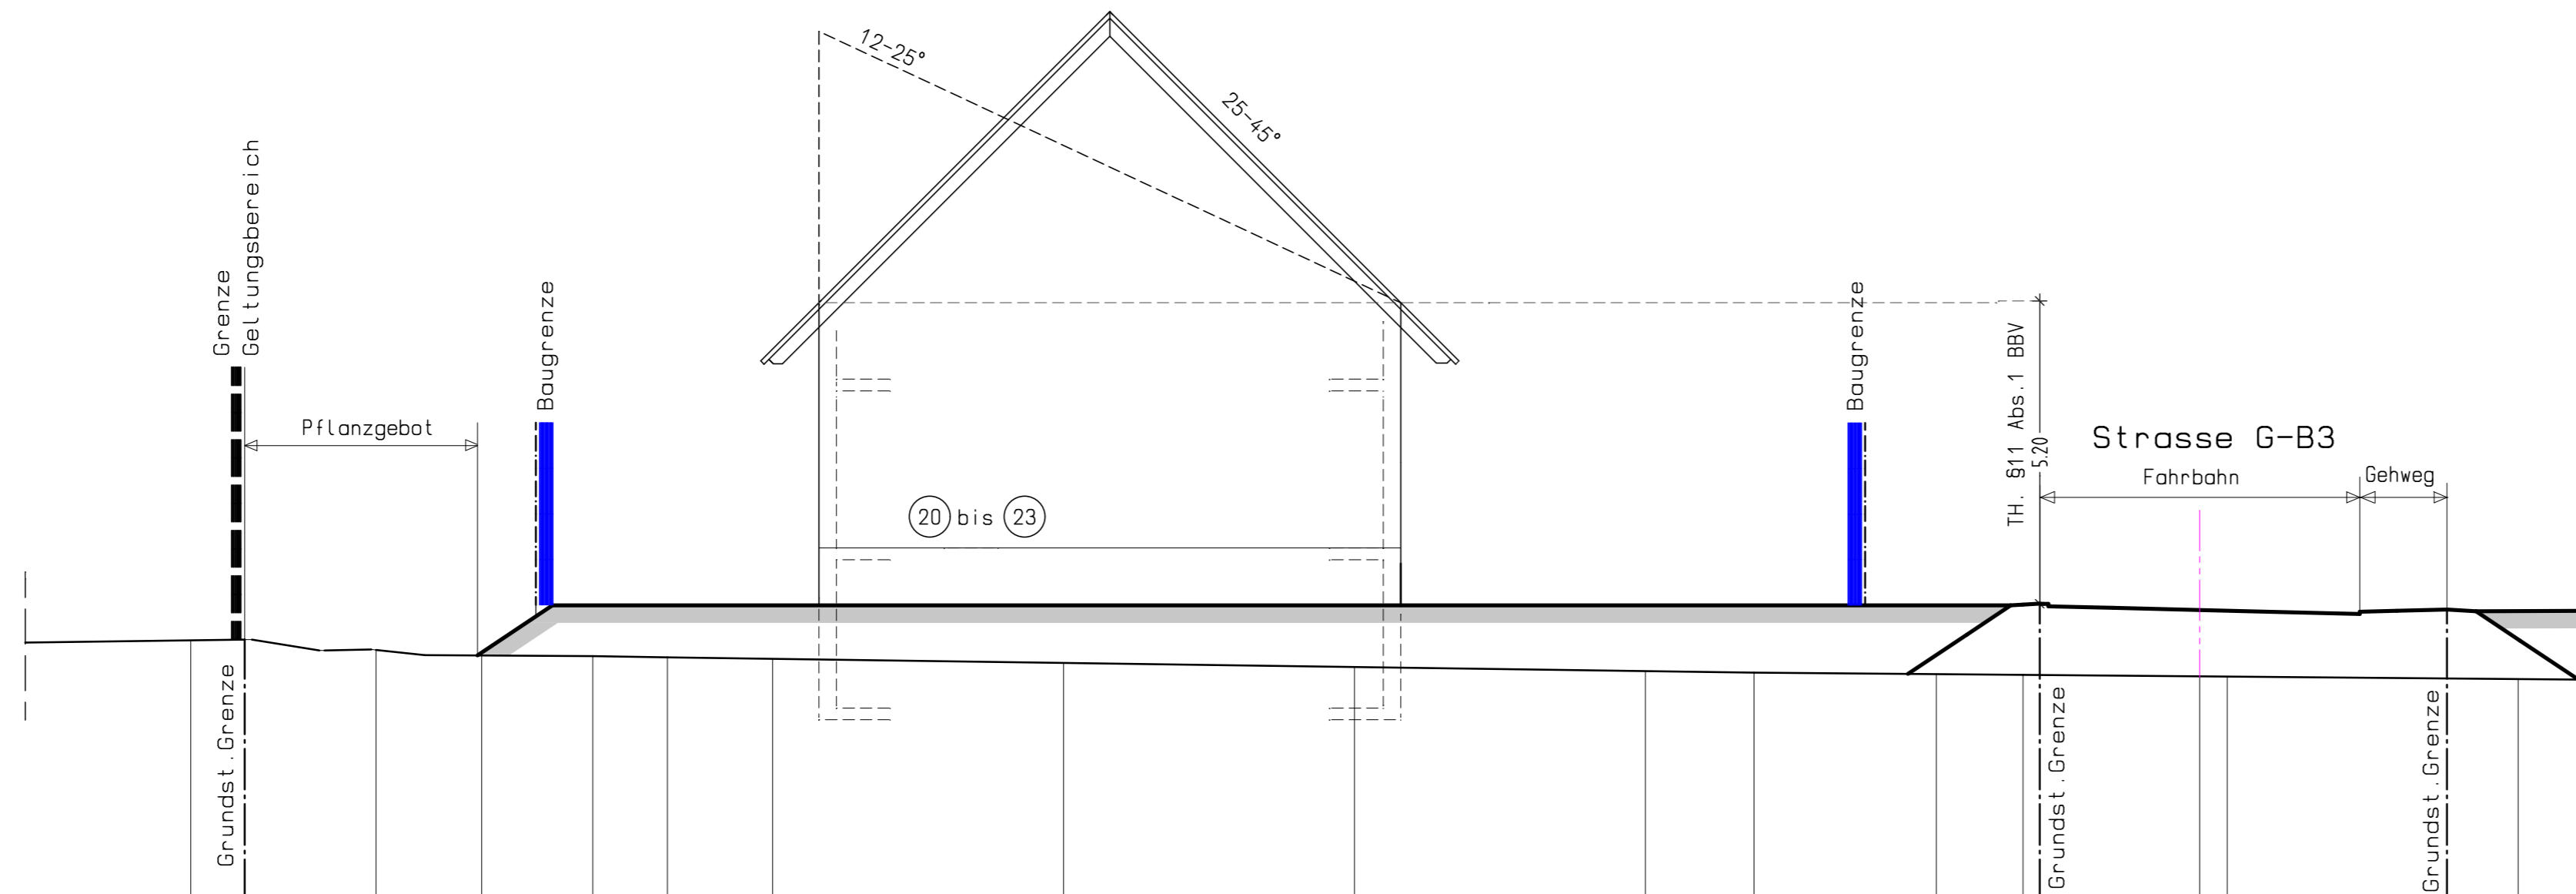 12-25°
25-45°
Grenze
Geltungsbereich
Baugrenze
Baugrenze
Pflanzgebot
TH. §11 Abs.1 BBV
5.20
Strasse G-B3
Fahrbahn
Gehweg
20 bis 23
Grundst.Grenze
Grundst.Grenze
Grundst.Grenze